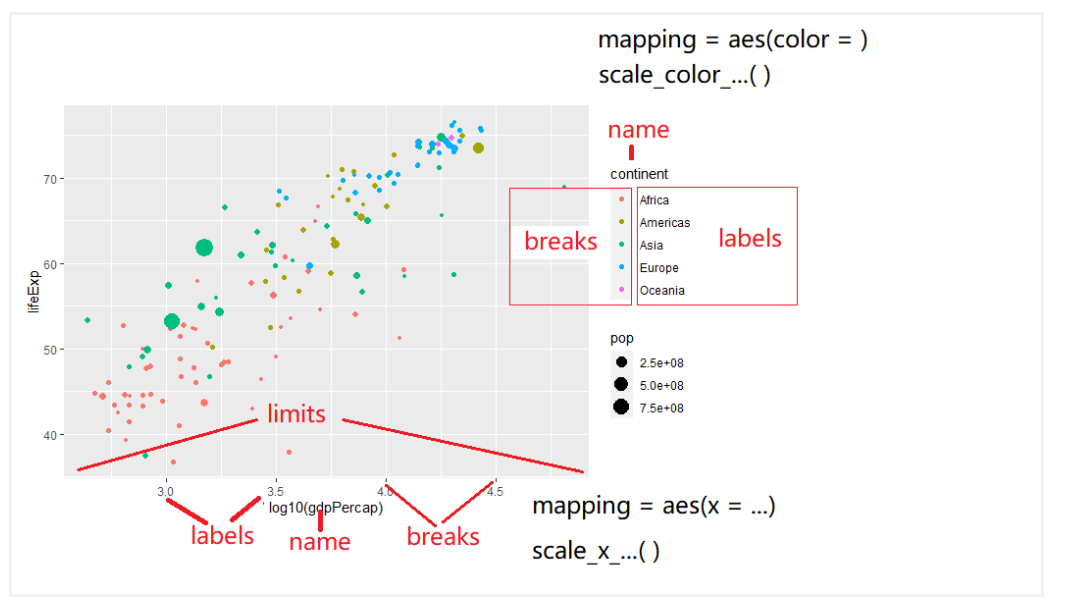 mapping = aes(color = )
scale_color_...( )
name
continent
Africa
Americas
Asia
Europe
Oceania
breaks
labels
pop
2.5e+08
5.0e+08
7.5e+08
lifeExp
70
60
50
40
limits
3.0 3.5 4.0 4.5
log10(gdpPercap)
labels
name
breaks
mapping = aes(x = ...)
scale_x_...( )